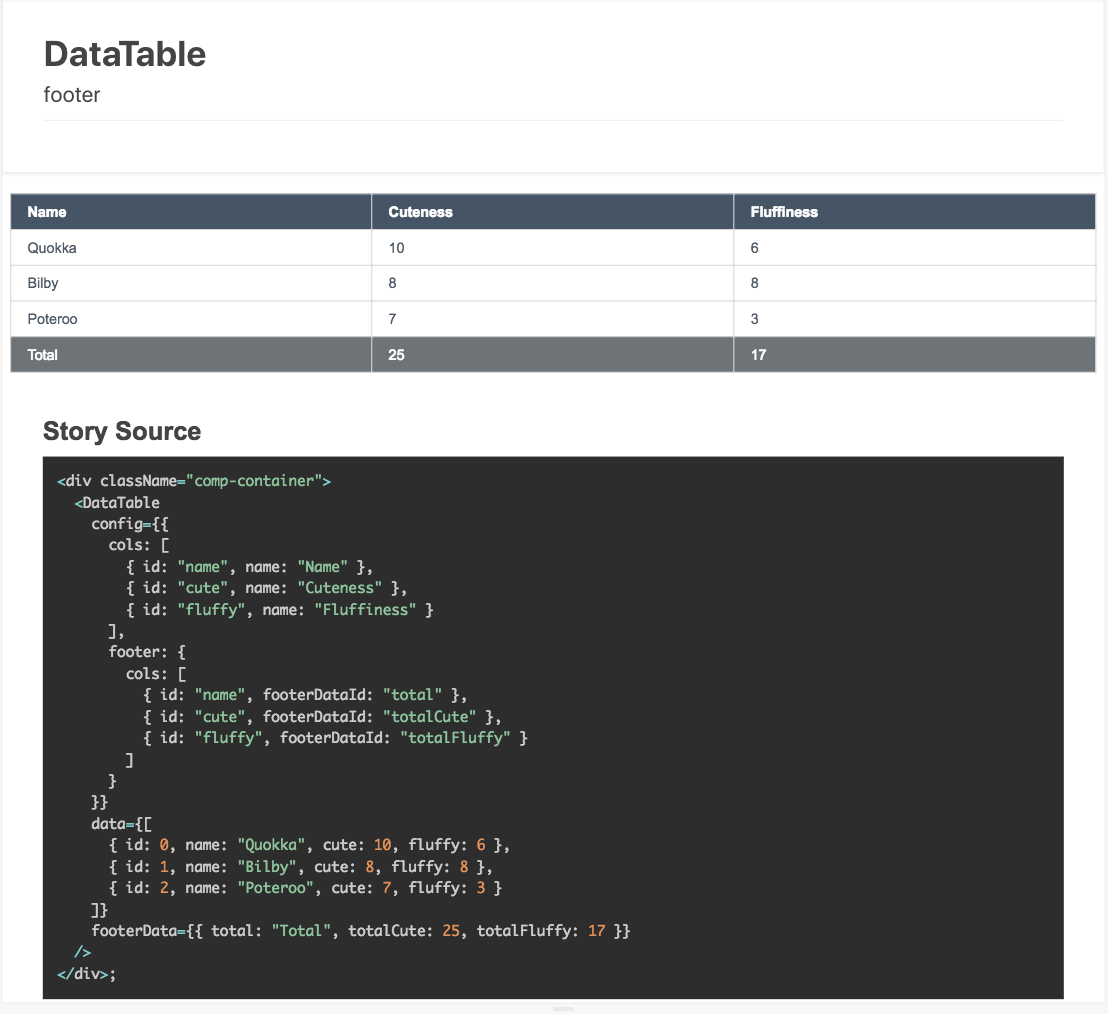 DataTable
footer
Name Cuteness Fluffiness
Quokka 10 6
Bilby 8 8
Poteroo 7 3
Total 25 17
Story Source
<div className="comp-container">
  <DataTable
    config={{
      cols: [
        { id: "name", name: "Name" },
        { id: "cute", name: "Cuteness" },
        { id: "fluffy", name: "Fluffiness" }
      ],
      footer: {
        cols: [
          { id: "name", footerDataId: "total" },
          { id: "cute", footerDataId: "totalCute" },
          { id: "fluffy", footerDataId: "totalFluffy" }
        ]
      }
    }}
    data={[
      { id: 0, name: "Quokka", cute: 10, fluffy: 6 },
      { id: 1, name: "Bilby", cute: 8, fluffy: 8 },
      { id: 2, name: "Poteroo", cute: 7, fluffy: 3 }
    ]}
    footerData={{ total: "Total", totalCute: 25, totalFluffy: 17 }}
  />
</div>;